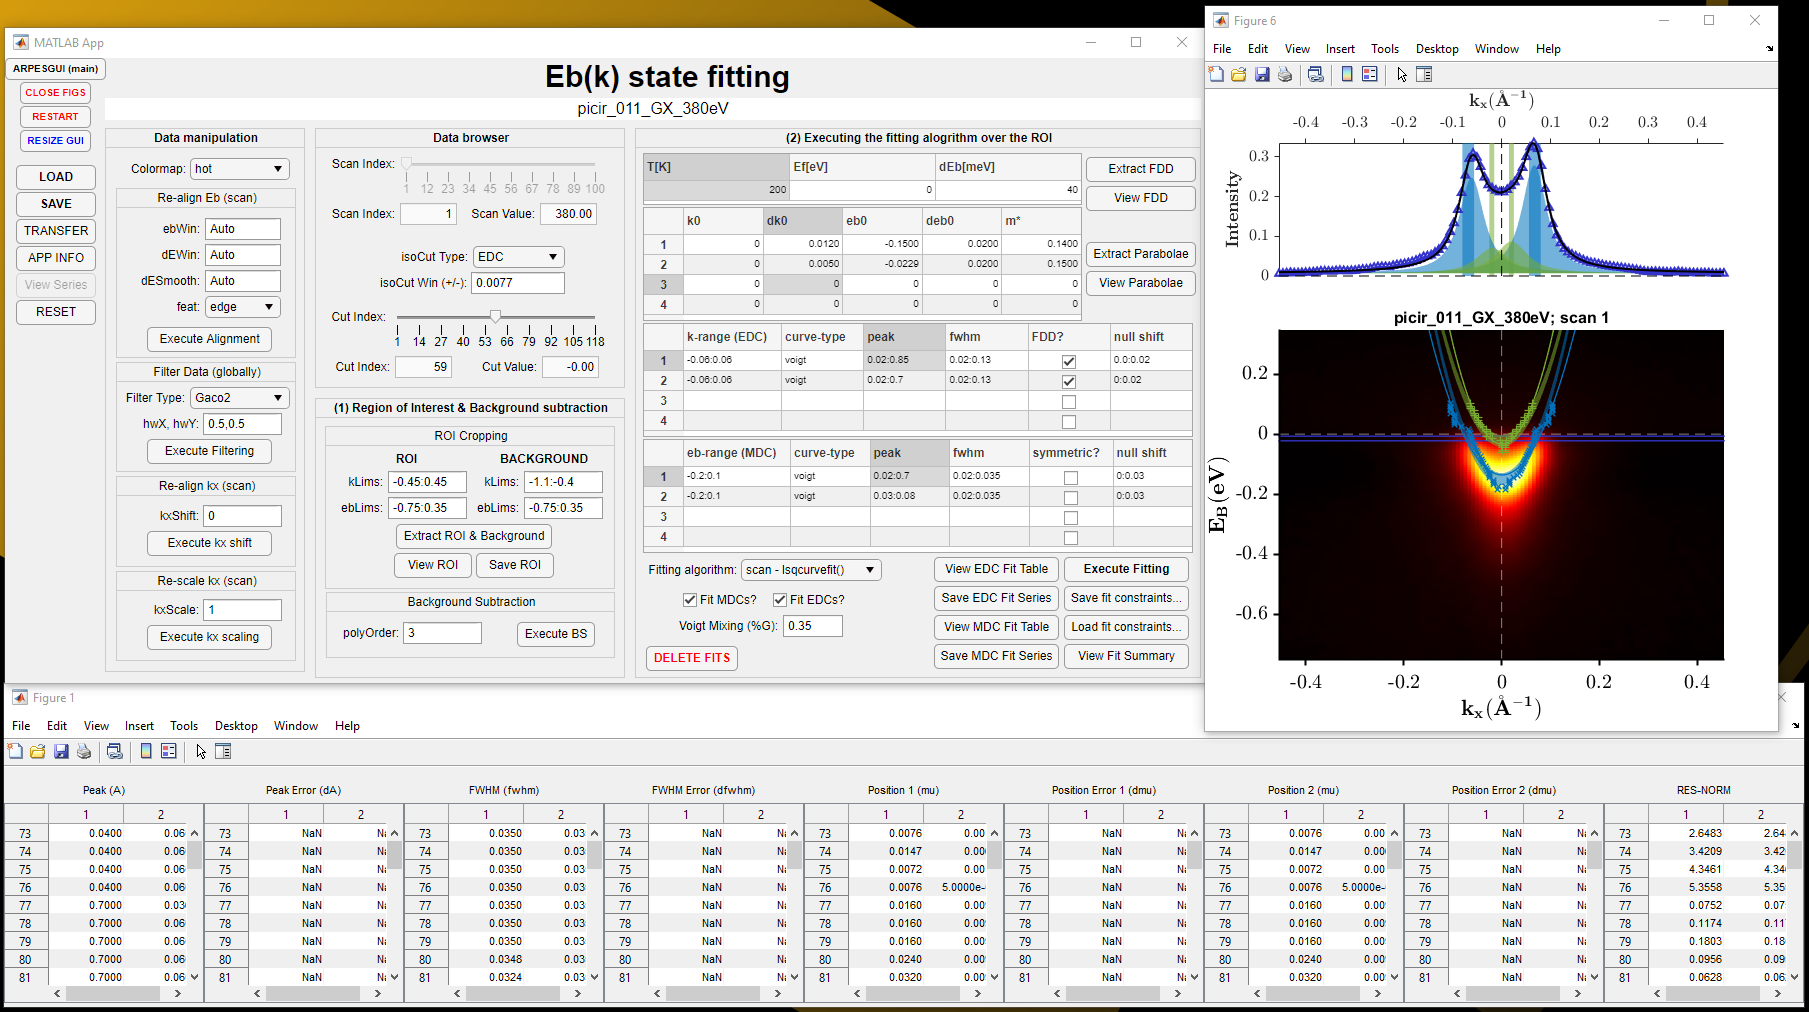 MATLAB App
ARPESGUI (main)
CLOSE FIGS
RESTART
RESIZE GUI
LOAD
SAVE
TRANSFER
APP INFO
View Series
RESET
Eb(k) state fitting
picir_011_GX_380eV
Data manipulation
Colormap: hot
Re-align Eb (scan)
ebWin: Auto
dEWin: Auto
dESmooth: Auto
feat: edge
Execute Alignment
Filter Data (globally)
Filter Type: Gaco2
hwX, hwY: 0.5,0.5
Execute Filtering
Re-align kx (scan)
kxShift: 0
Execute kx shift
Re-scale kx (scan)
kxScale: 1
Execute kx scaling
Data browser
Scan Index:
1 12 23 34 45 56 67 78 89 100
Scan Index: 1 Scan Value: 380.00
isoCut Type: EDC
isoCut Win (+/-): 0.0077
Cut Index:
1 14 27 40 53 66 79 92 105 118
Cut Index: 59 Cut Value: -0.00
(1) Region of Interest & Background subtraction
ROI Cropping
ROI BACKGROUND
kLims: -0.45:0.45 kLims: -1.1:-0.4
ebLims: -0.75:0.35 ebLims: -0.75:0.35
Extract ROI & Background
View ROI Save ROI
Background Subtraction
polyOrder: 3 Execute BS
(2) Executing the fitting alogrithm over the ROI
T[K] Ef[eV] dEb[meV]
200 0 40
Extract FDD
View FDD
k0 dk0 eb0 deb0 m*
1 0 0.0120 -0.1500 0.0200 0.1400
2 0 0.0050 -0.0229 0.0200 0.1500
3 0 0 0 0 0
4 0 0 0 0 0
Extract Parabolae
View Parabolae
k-range (EDC) curve-type peak fwhm FDD? null shift
1 -0.06:0.06 voigt 0.02:0.85 0.02:0.13 0.0:0.02
2 -0.06:0.06 voigt 0.02:0.7 0.02:0.13 0:0.02
3
4
eb-range (MDC) curve-type peak fwhm symmetric? null shift
1 -0.2:0.1 voigt 0.02:0.7 0.02:0.035 0:0.03
2 -0.2:0.1 voigt 0.03:0.08 0.02:0.035 0:0.03
3
4
Fitting algorithm: scan - lsqcurvefit()
Fit MDCs? Fit EDCs?
Voigt Mixing (%G): 0.35
DELETE FITS
View EDC Fit Table Execute Fitting
Save EDC Fit Series Save fit constraints...
View MDC Fit Table Load fit constraints...
Save MDC Fit Series View Fit Summary
Figure 6
File Edit View Insert Tools Desktop Window Help
kx(Å−1)
-0.4 -0.3 -0.2 -0.1 0 0.1 0.2 0.3 0.4
Intensity
0.3
0.2
0.1
0
picir_011_GX_380eV; scan 1
EB(eV)
0.2
0
-0.2
-0.4
-0.6
-0.4 -0.2 0 0.2 0.4
kx(Å−1)
Figure 1
File Edit View Insert Tools Desktop Window Help
Peak (A) Peak Error (dA) FWHM (fwhm) FWHM Error (dfwhm) Position 1 (mu) Position Error 1 (dmu) Position 2 (mu) Position Error 2 (dmu) RES-NORM
1 2 1 2 1 2 1 2 1 2 1 2 1 2 1 2 1 2
73 0.0400 0.06 73 NaN Na 73 0.0350 0.03 73 NaN Na 73 0.0076 0.00 73 NaN Na 73 0.0076 0.00 73 NaN Na 73 2.6483 2.64
74 0.0400 0.06 74 NaN Na 74 0.0350 0.03 74 NaN Na 74 0.0147 0.00 74 NaN Na 74 0.0147 0.00 74 NaN Na 74 3.4209 3.42
75 0.0400 0.06 75 NaN Na 75 0.0350 0.03 75 NaN Na 75 0.0072 0.00 75 NaN Na 75 0.0072 0.00 75 NaN Na 75 4.3461 4.34
76 0.0400 0.06 76 NaN Na 76 0.0350 0.03 76 NaN Na 76 0.0076 5.0000e- 76 NaN Na 76 0.0076 5.0000e- 76 NaN Na 76 5.3558 5.35
77 0.7000 0.03 77 NaN Na 77 0.0350 0.03 77 NaN Na 77 0.0160 0.00 77 NaN Na 77 0.0160 0.00 77 NaN Na 77 0.0752 0.07
78 0.7000 0.06 78 NaN Na 78 0.0350 0.03 78 NaN Na 78 0.0160 0.00 78 NaN Na 78 0.0160 0.00 78 NaN Na 78 0.1174 0.11
79 0.7000 0.06 79 NaN Na 79 0.0350 0.03 79 NaN Na 79 0.0160 0.00 79 NaN Na 79 0.0160 0.00 79 NaN Na 79 0.1803 0.18
80 0.7000 0.06 80 NaN Na 80 0.0348 0.03 80 NaN Na 80 0.0240 0.00 80 NaN Na 80 0.0240 0.00 80 NaN Na 80 0.0956 0.09
81 0.7000 0.06 81 NaN Na 81 0.0324 0.03 81 NaN Na 81 0.0320 0.00 81 NaN Na 81 0.0320 0.00 81 NaN Na 81 0.0628 0.06